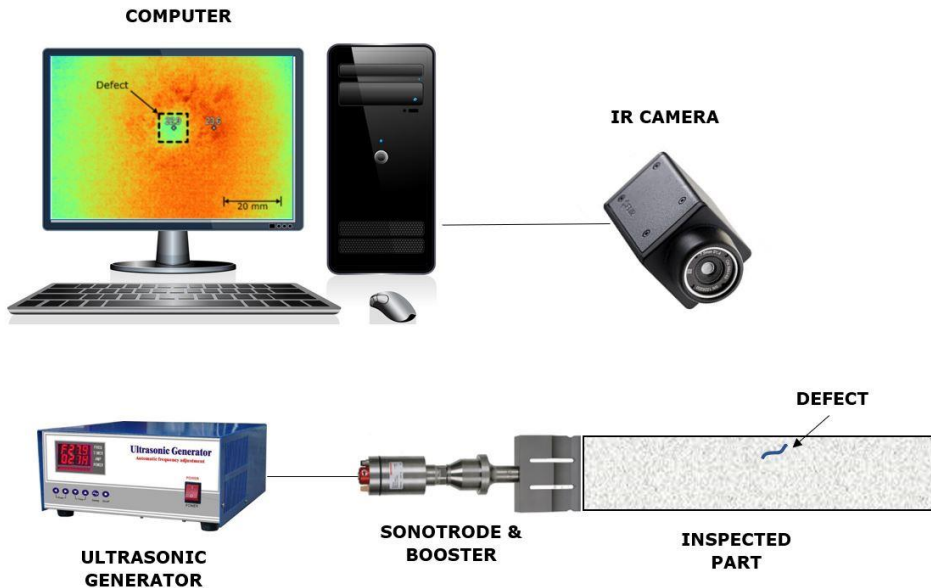 COMPUTER
Defect
20 mm
IR CAMERA
DEFECT
Ultrasonic Generator
Automatic frequency adjustment
POWER
POWER
SONOTRODE &
BOOSTER
INSPECTED
PART
ULTRASONIC
GENERATOR